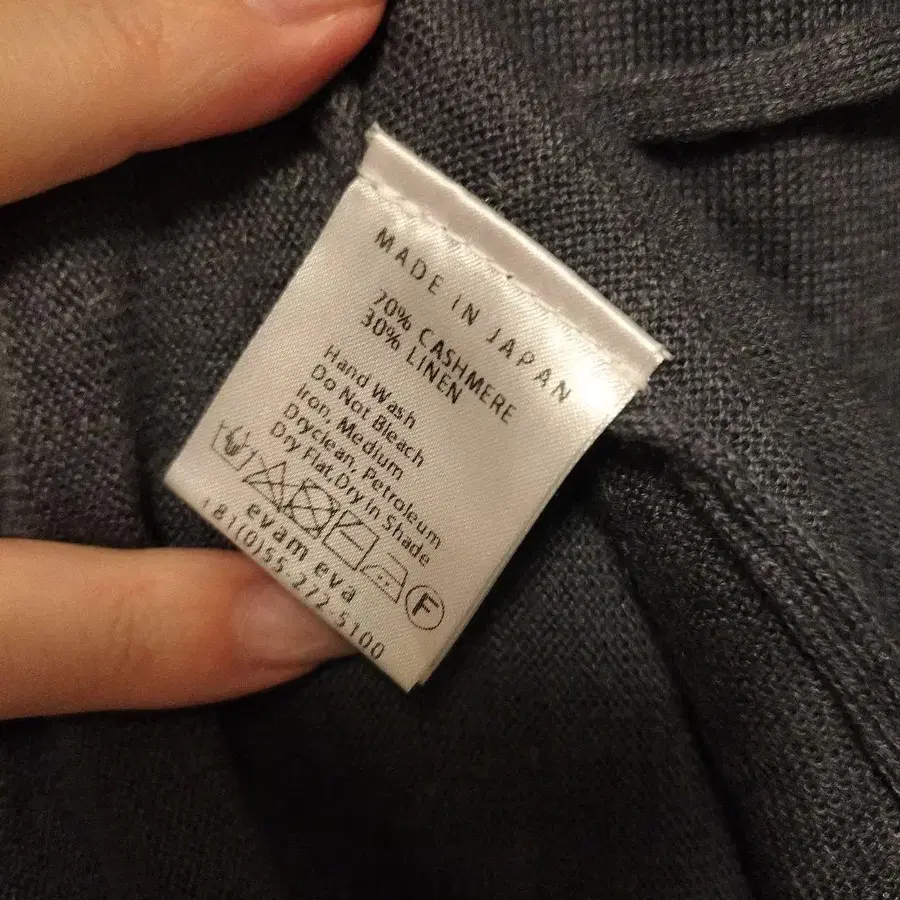 MADE IN JAPAN
70% CASHMERE
30% LINEN
Hand Wash
Do Not Bleach
Iron, Medium
Dryclean, Petroleum
Dry Flat,Dry in Shade
F
evam eva
181(0)55-272-5100